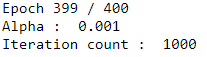 Epoch 399 / 400
Alpha :  0.001
Iteration count :  1000